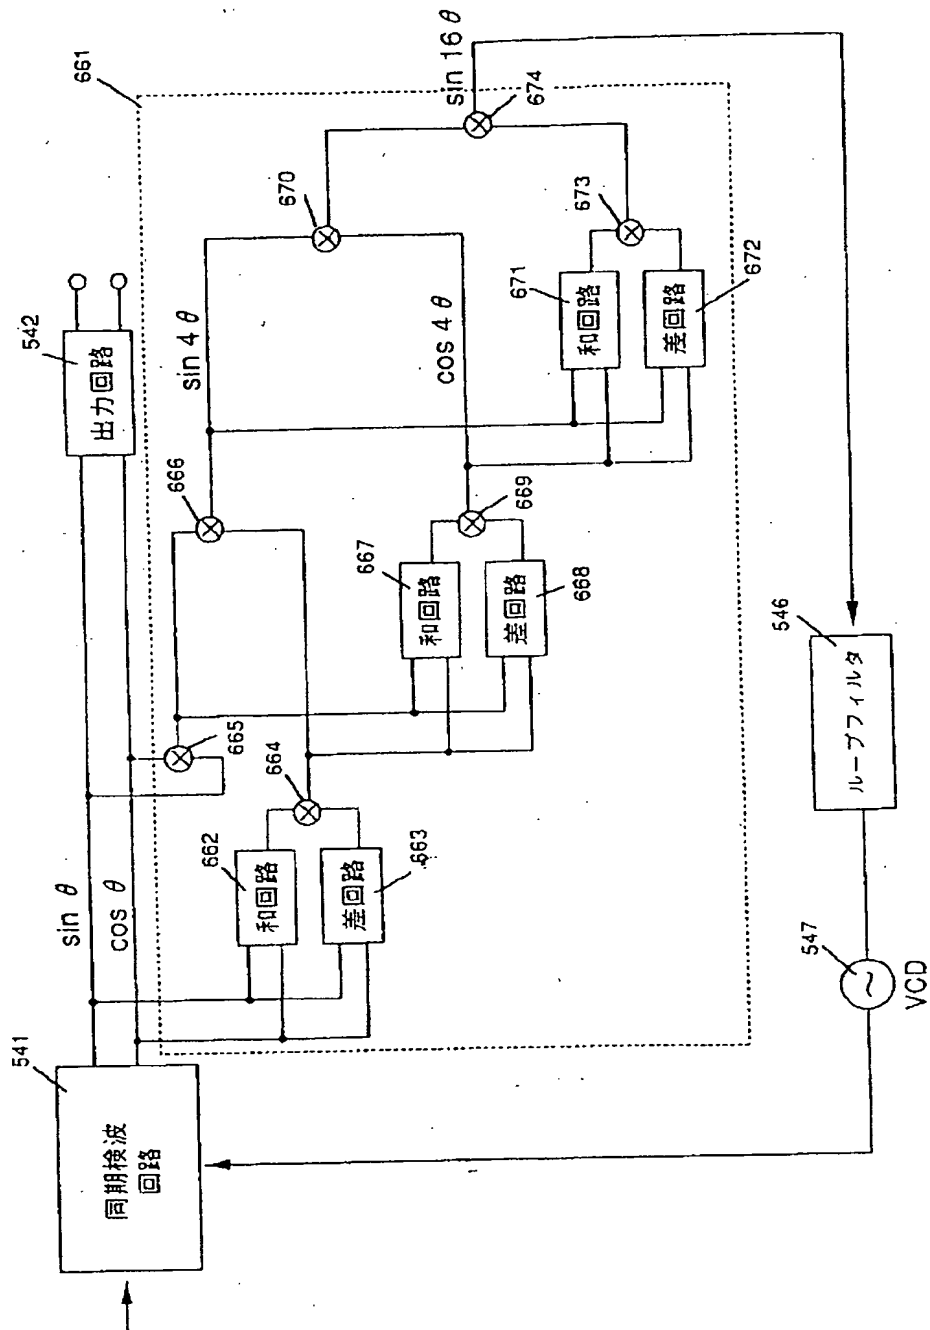 541
同期検波
回路
sin θ
cos θ
542
出力回路
661
662
和回路
663
差回路
664
665
666
sin 4θ
667
和回路
668
差回路
669
cos 4θ
670
671
和回路
672
差回路
673
674
sin 16θ
546
ループフィルタ
547
~
VCD